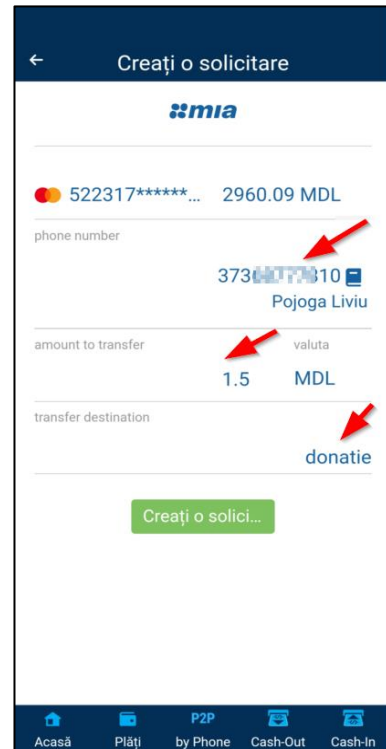 Creați o solicitare
mia
522317******... 2960.09 MDL
phone number
373 10
Pojoga Liviu
amount to transfer valuta
1.5 MDL
transfer destination
donatie
Creați o solici...
P2P
Acasă Plăți by Phone Cash-Out Cash-In